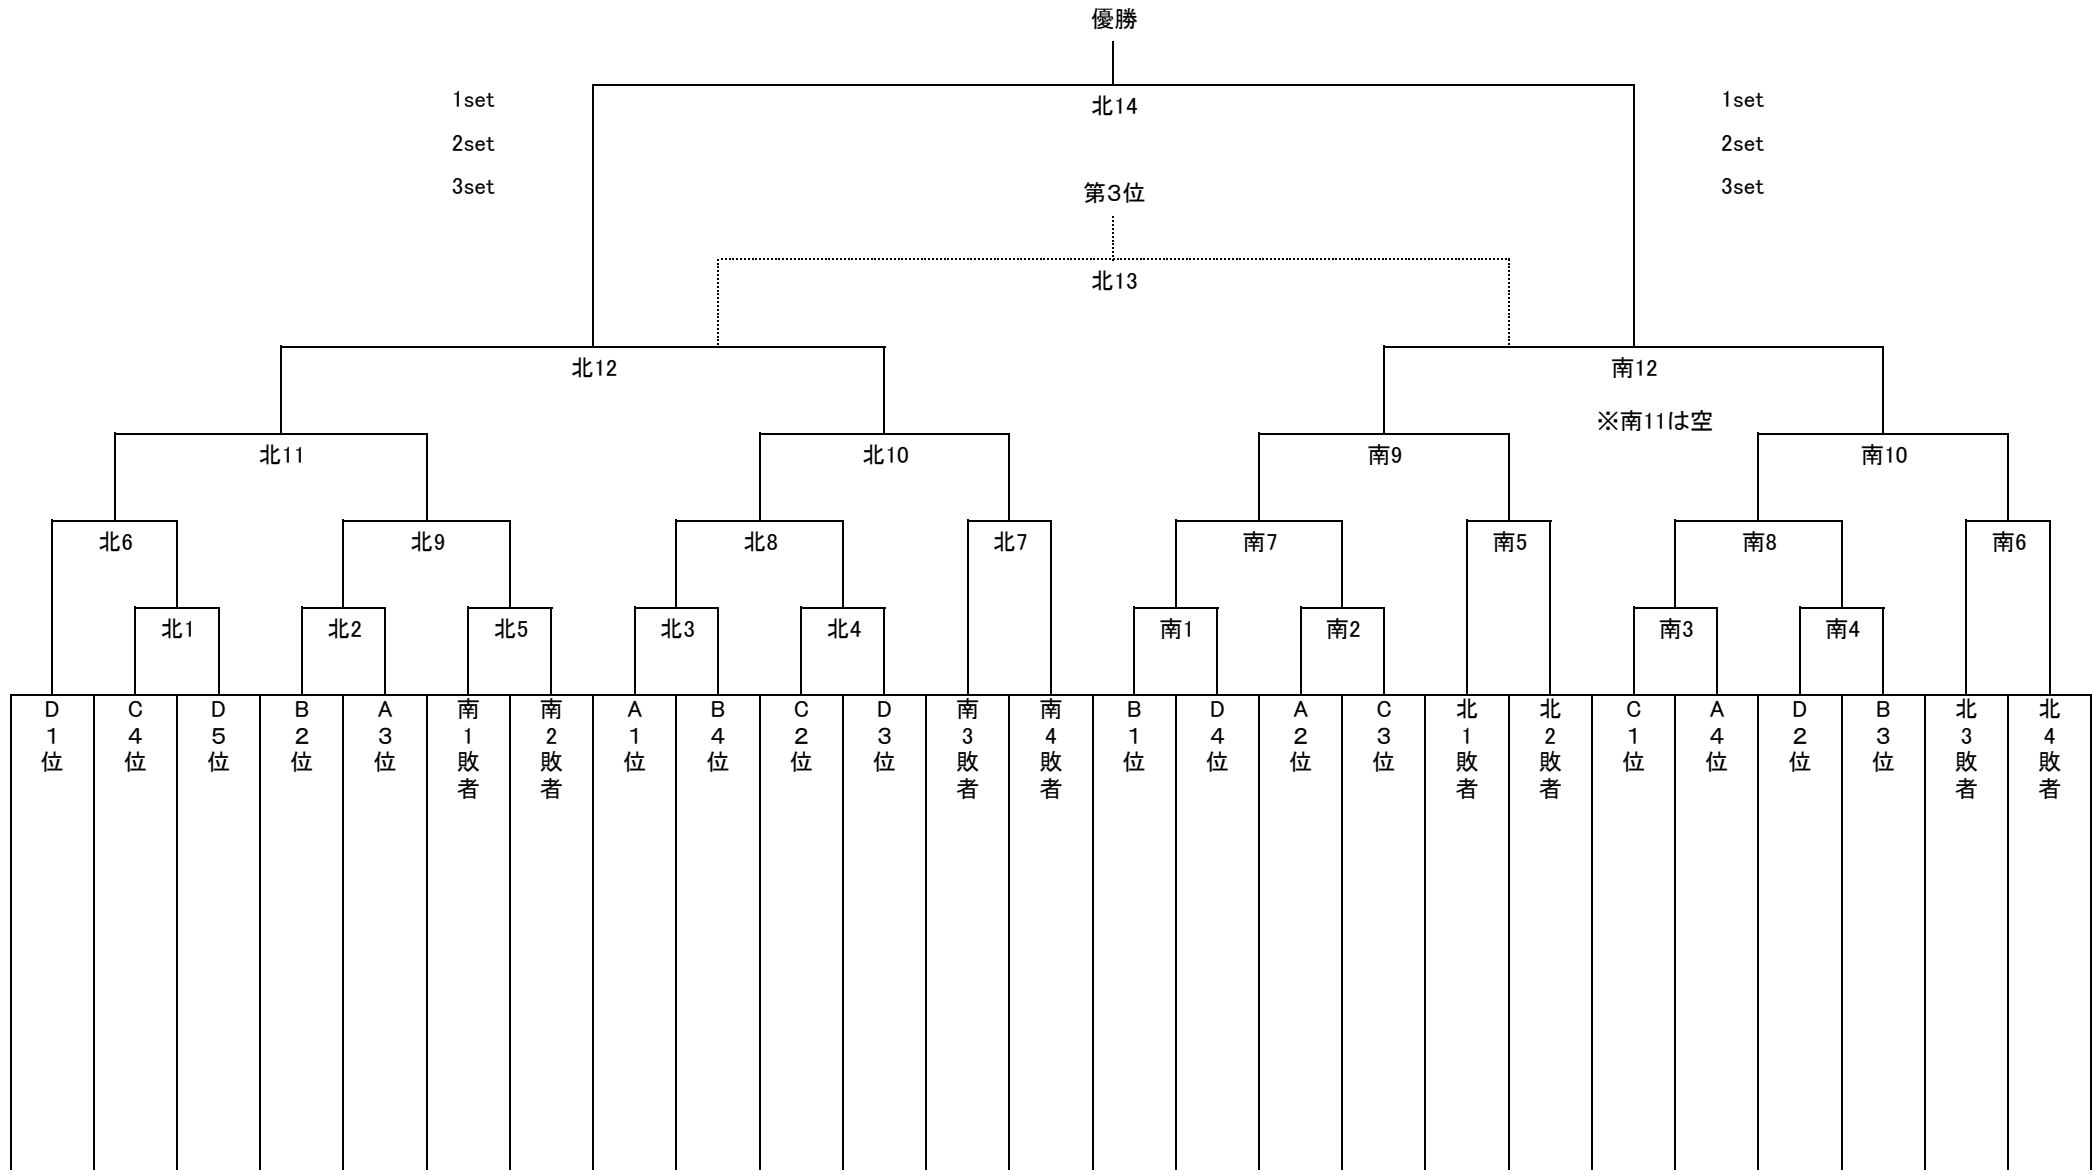 優勝
1set
北14
1set
2set
2set
3set
第３位
3set
北13
北12
南12
※南11は空
北11
北10
南9
南10
北6
北9
北8
北7
南7
南5
南8
南6
北1
北2
北5
北3
北4
南1
南2
南3
南4
Ｄ１位
Ｃ４位
Ｄ５位
Ｂ２位
Ａ３位
南1敗者
南2敗者
Ａ１位
Ｂ４位
Ｃ２位
Ｄ３位
南3敗者
南4敗者
Ｂ１位
Ｄ４位
Ａ２位
Ｃ３位
北1敗者
北2敗者
Ｃ１位
Ａ４位
Ｄ２位
Ｂ３位
北3敗者
北4敗者